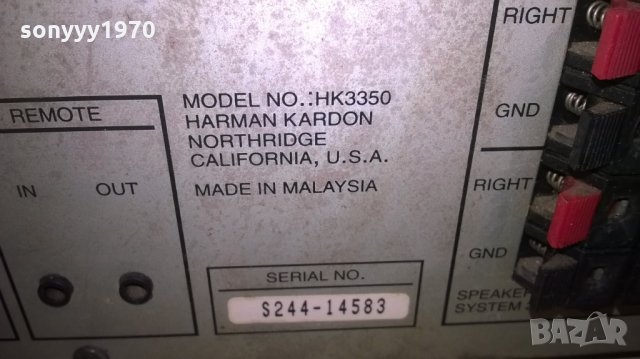 sonyyy1970
RIGHT
MODEL NO.:HK3350
HARMAN KARDON
NORTHRIDGE
CALIFORNIA, U.S.A.
MADE IN MALAYSIA
REMOTE
IN OUT
GND
RIGHT
GND
SERIAL NO.
S244-14583
SPEAKER
SYSTEM
BAZAR